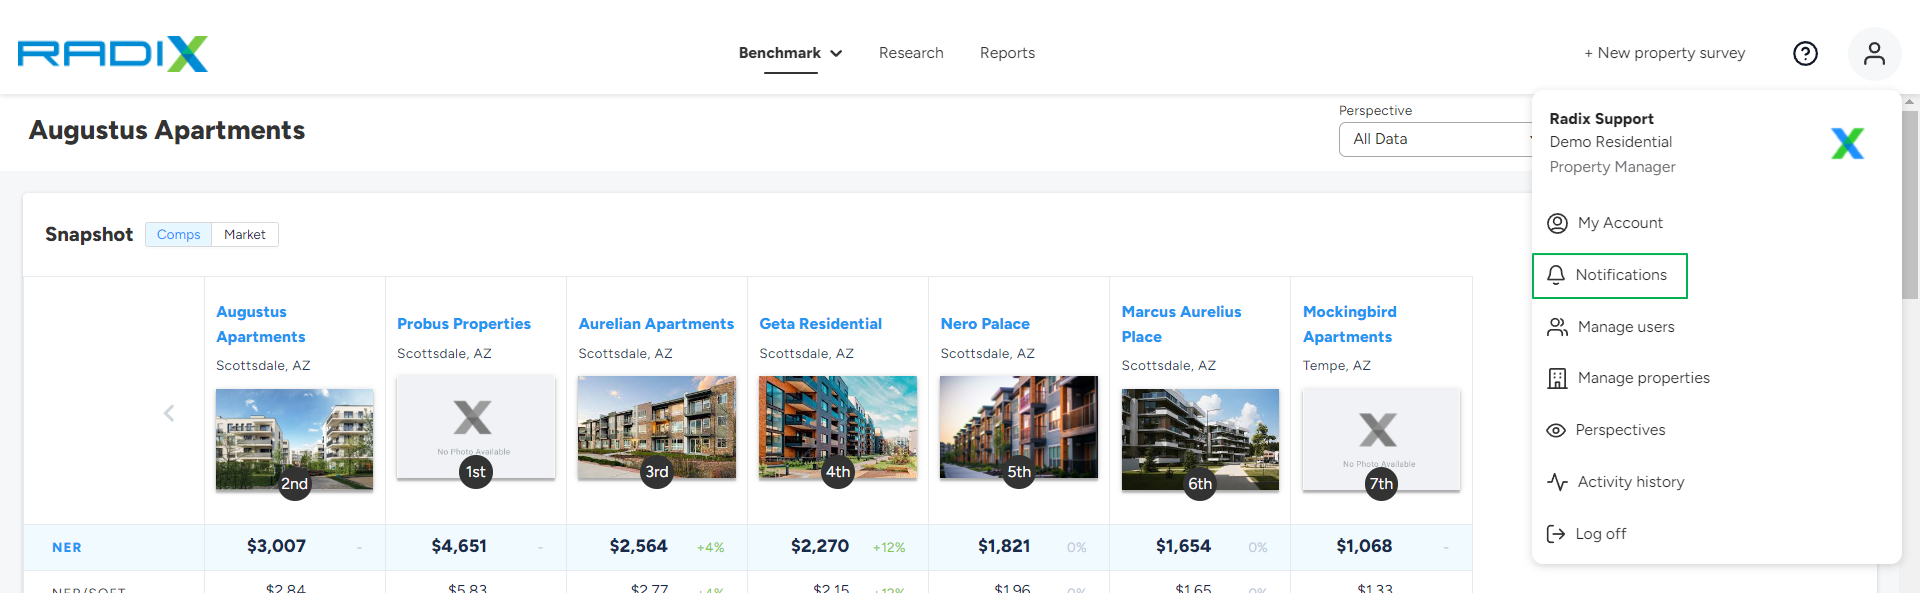 RADIX
Benchmark
Research
Reports
+ New property survey
Augustus Apartments
Perspective
All Data
Radix Support
Demo Residential
Property Manager
My Account
Notifications
Manage users
Manage properties
Perspectives
Activity history
Log off
Snapshot
Comps
Market
Augustus
Apartments
Scottsdale, AZ
2nd
Probus Properties
Scottsdale, AZ
No Photo Available
1st
Aurelian Apartments
Scottsdale, AZ
3rd
Geta Residential
Scottsdale, AZ
4th
Nero Palace
Scottsdale, AZ
5th
Marcus Aurelius
Place
Scottsdale, AZ
6th
Mockingbird
Apartments
Tempe, AZ
No Photo Available
7th
NER $3,007 - $4,651 - $2,564 +4% $2,270 +12% $1,821 0% $1,654 0% $1,068 -
NER/SQFT $2.84 $5.83 $2.77 +4% $2.15 +12% $1.96 0% $1.65 0% $1.33